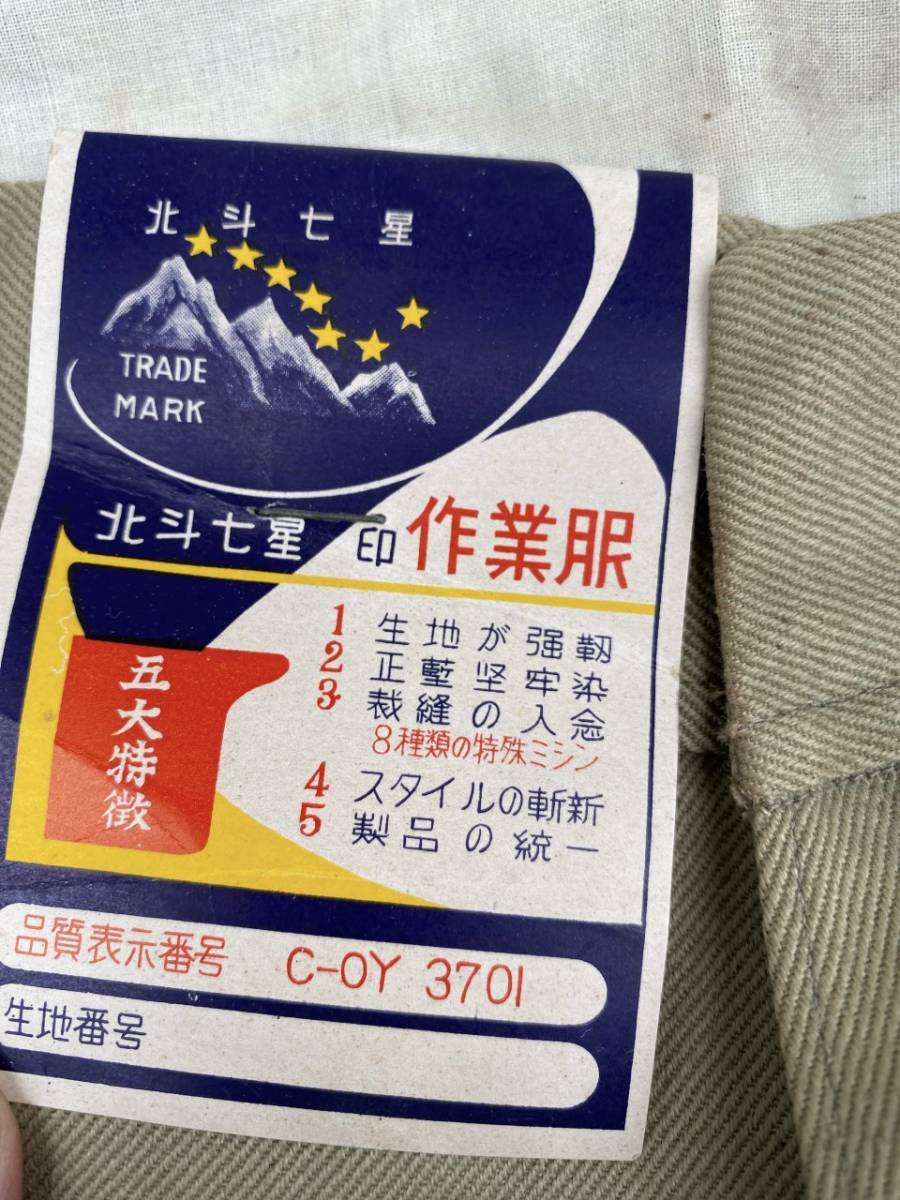 北斗七星
TRADE
MARK
北斗七星 印 作業服
五大特徴
1 生地が强靱
2 正藍坚牢染
3 裁縫の入念
8種類の特殊ミシン
4 スタイルの斬新
5 製品の統一
品質表示番号 C-OY 3701
生地番号